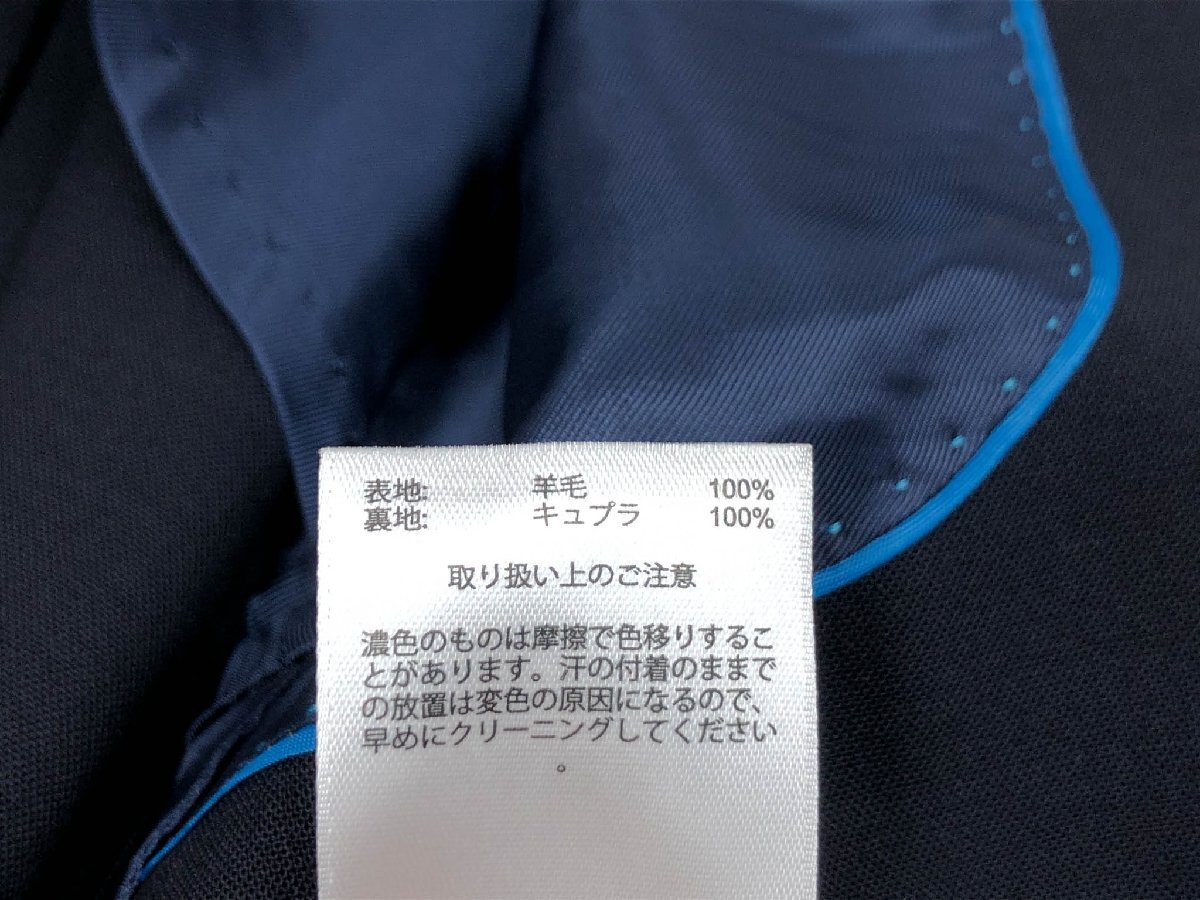 表地: 羊毛 100%
裏地: キュプラ 100%
取り扱い上のご注意
濃色のものは摩擦で色移りするこ
とがあります。汗の付着のままで
の放置は変色の原因になるので、
早めにクリーニングしてください
。